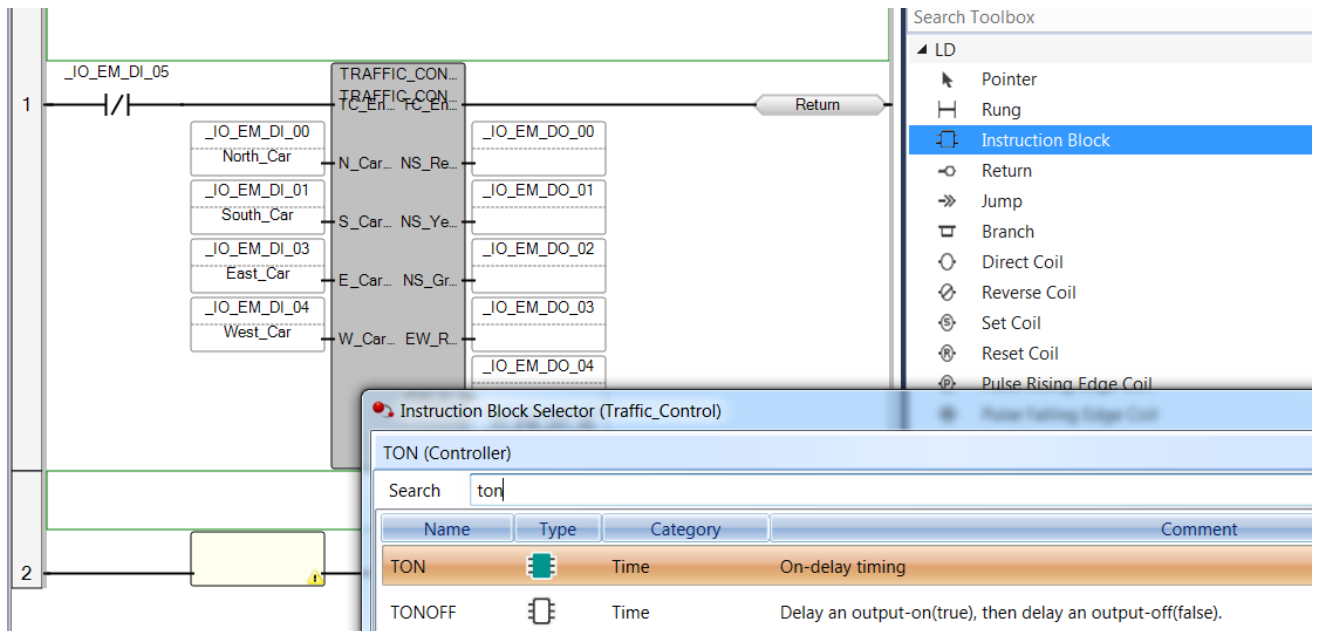 Search Toolbox
LD
Pointer
Rung
Instruction Block
Return
Jump
Branch
Direct Coil
Reverse Coil
Set Coil
Reset Coil
Pulse Rising Edge Coil
Pulse Falling Edge Coil
1
_IO_EM_DI_05
TRAFFIC_CON...
TRAFFIC_CON...
TC_En... TC_En...
Return
_IO_EM_DI_00
North_Car
N_Car... NS_Re...
_IO_EM_DO_00
_IO_EM_DI_01
South_Car
S_Car... NS_Ye...
_IO_EM_DO_01
_IO_EM_DI_03
East_Car
E_Car... NS_Gr...
_IO_EM_DO_02
_IO_EM_DI_04
West_Car
W_Car... EW_R...
_IO_EM_DO_03
_IO_EM_DO_04
2
Instruction Block Selector (Traffic_Control)
TON (Controller)
Search ton
Name Type Category Comment
TON Time On-delay timing
TONOFF Time Delay an output-on(true), then delay an output-off(false).